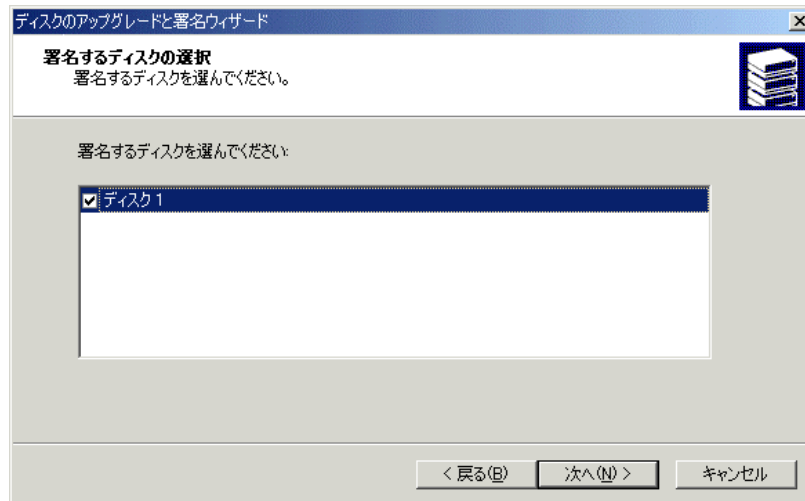 ディスクのアップグレードと署名ウィザード
署名するディスクの選択
署名するディスクを選んでください。
署名するディスクを選んでください:
ディスク 1
< 戻る(B)
次へ(N) >
キャンセル